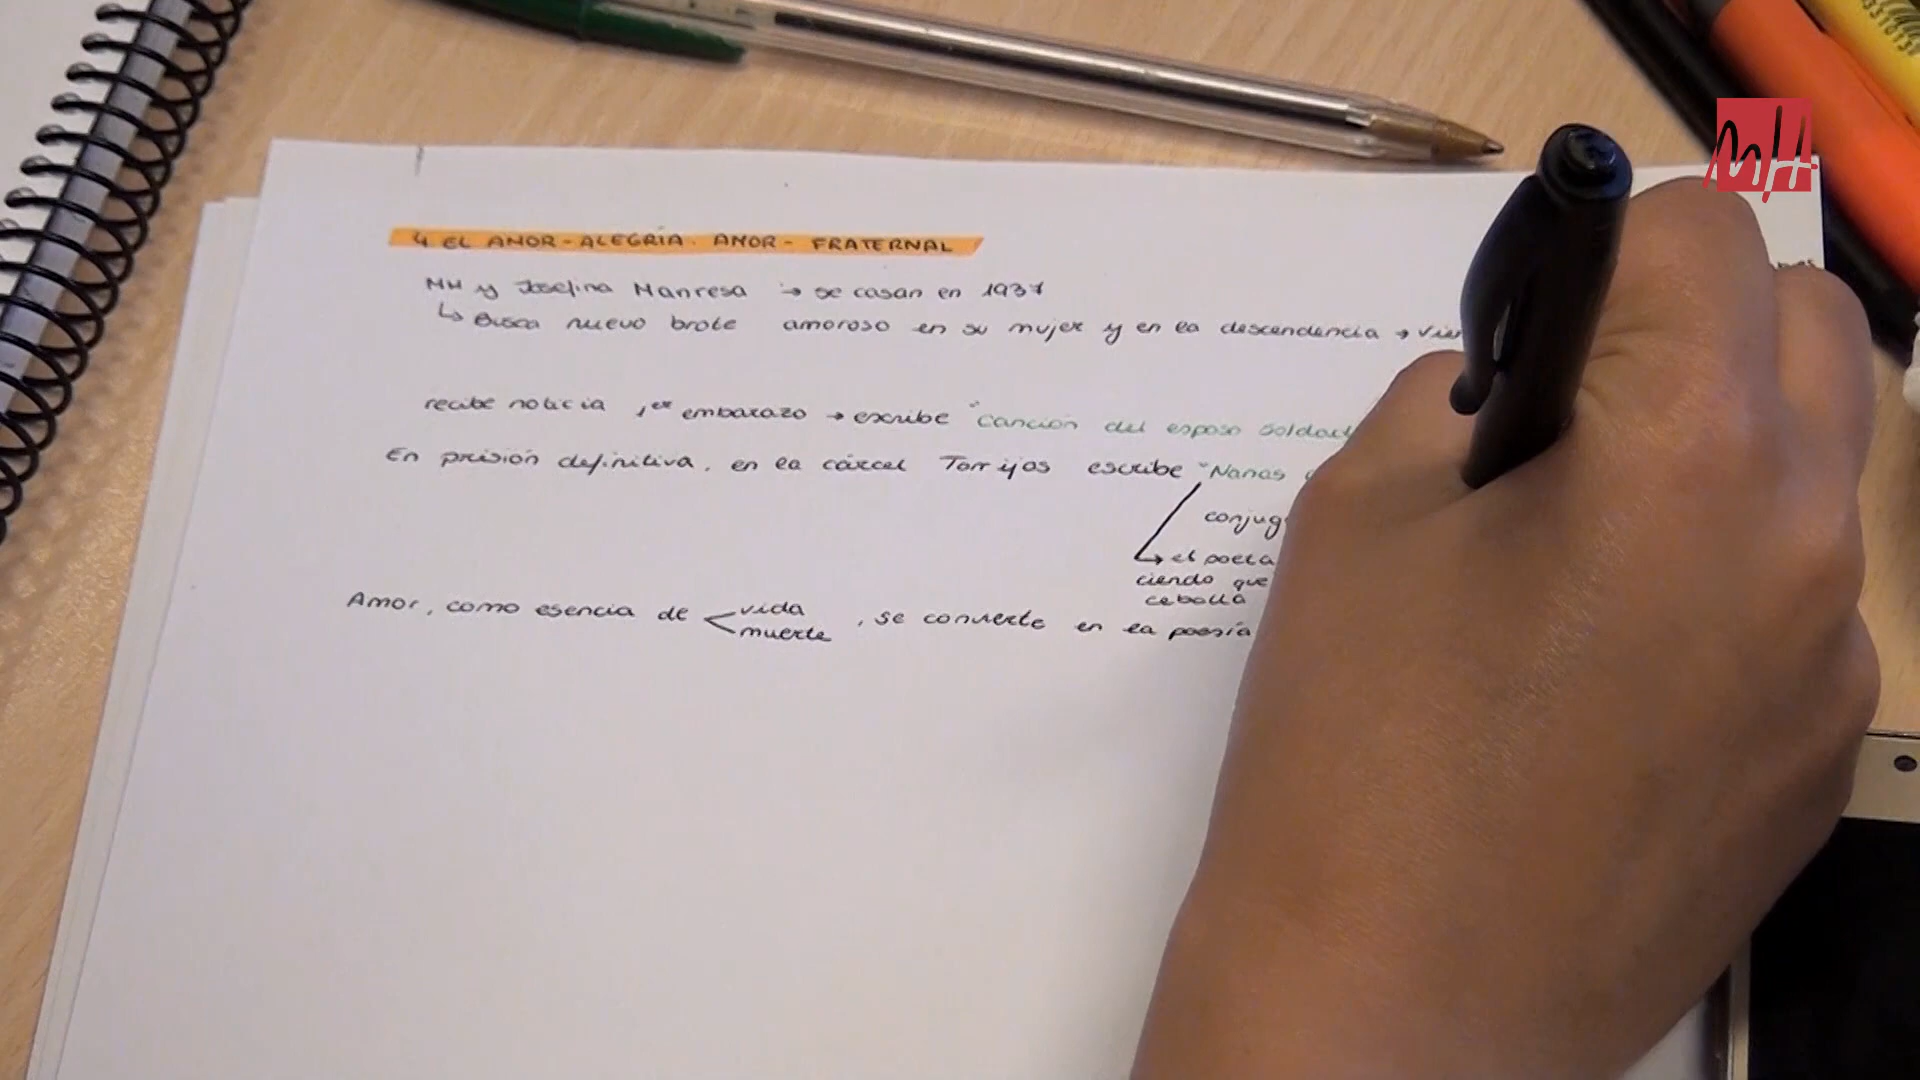 4 EL AMOR-ALEGRÍA. AMOR-FRATERNAL
MH y Josefina Manresa → se casan en 1937
↳ Busca nuevo brote amoroso en su mujer y en la descendencia →
recibe noticia 1er embarazo → escribe "Canción del esposo soldad
En prisión definitiva, en la cárcel Torrijos escribe "Nanas
conjug
↳ el poeta
ciendo que
cebolla
Amor, como esencia de < vida
muerte , se convierte en la poesía
MH